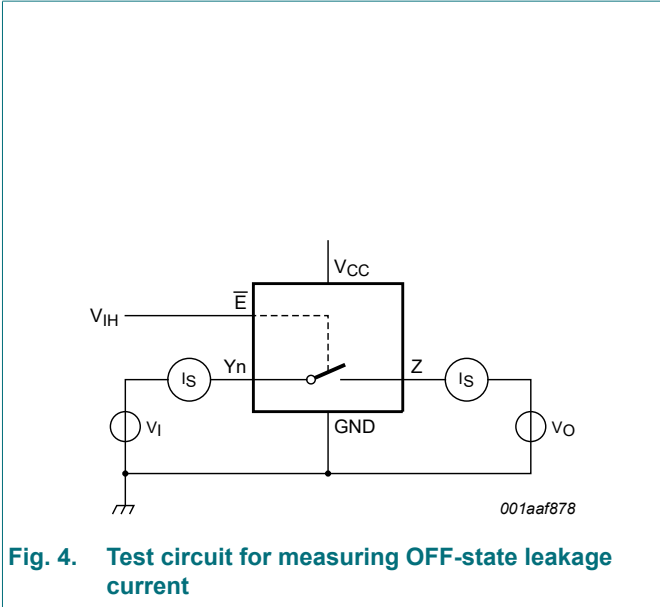 VCC
E
VIH
Yn
Z
IS
IS
VI
GND
VO
001aaf878
Fig. 4. Test circuit for measuring OFF-state leakage
current